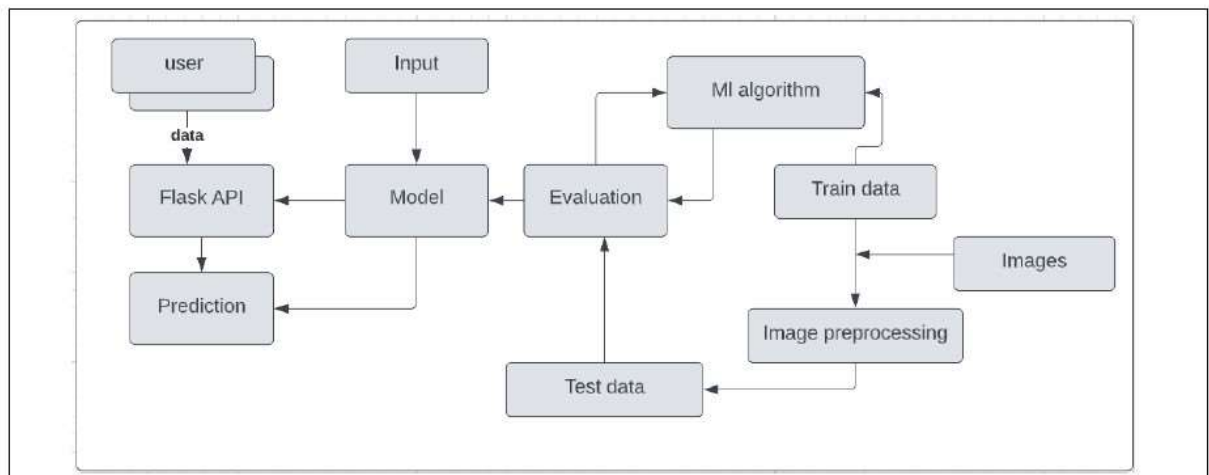 user
Input
Ml algorithm
data
Flask API
Model
Evaluation
Train data
Images
Prediction
Image preprocessing
Test data